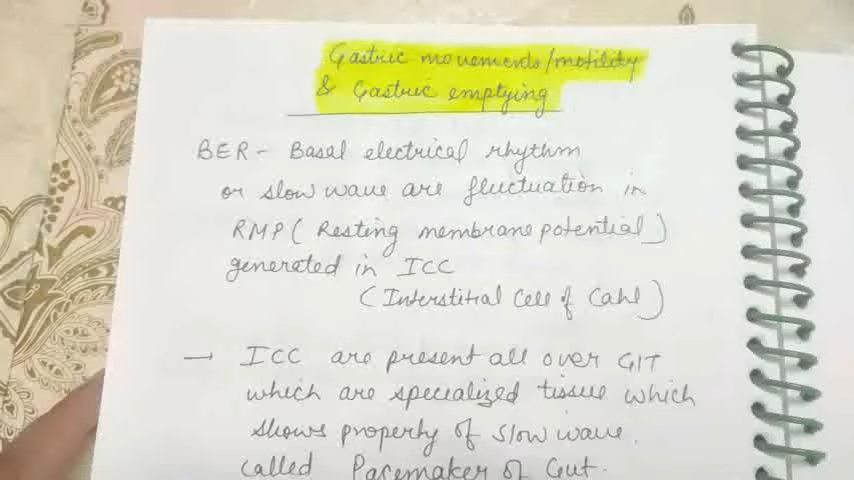 Gastric movements/motility
& Gastric emptying
BER - Basal electrical rhythm
or slow wave are fluctuation in
RMP ( Resting membrane potential )
generated in ICC
( Interstitial Cell of Cahl )
→ ICC are present all over GIT
which are specialized tissue which
shows property of slow wave.
called Pacemaker of Gut.